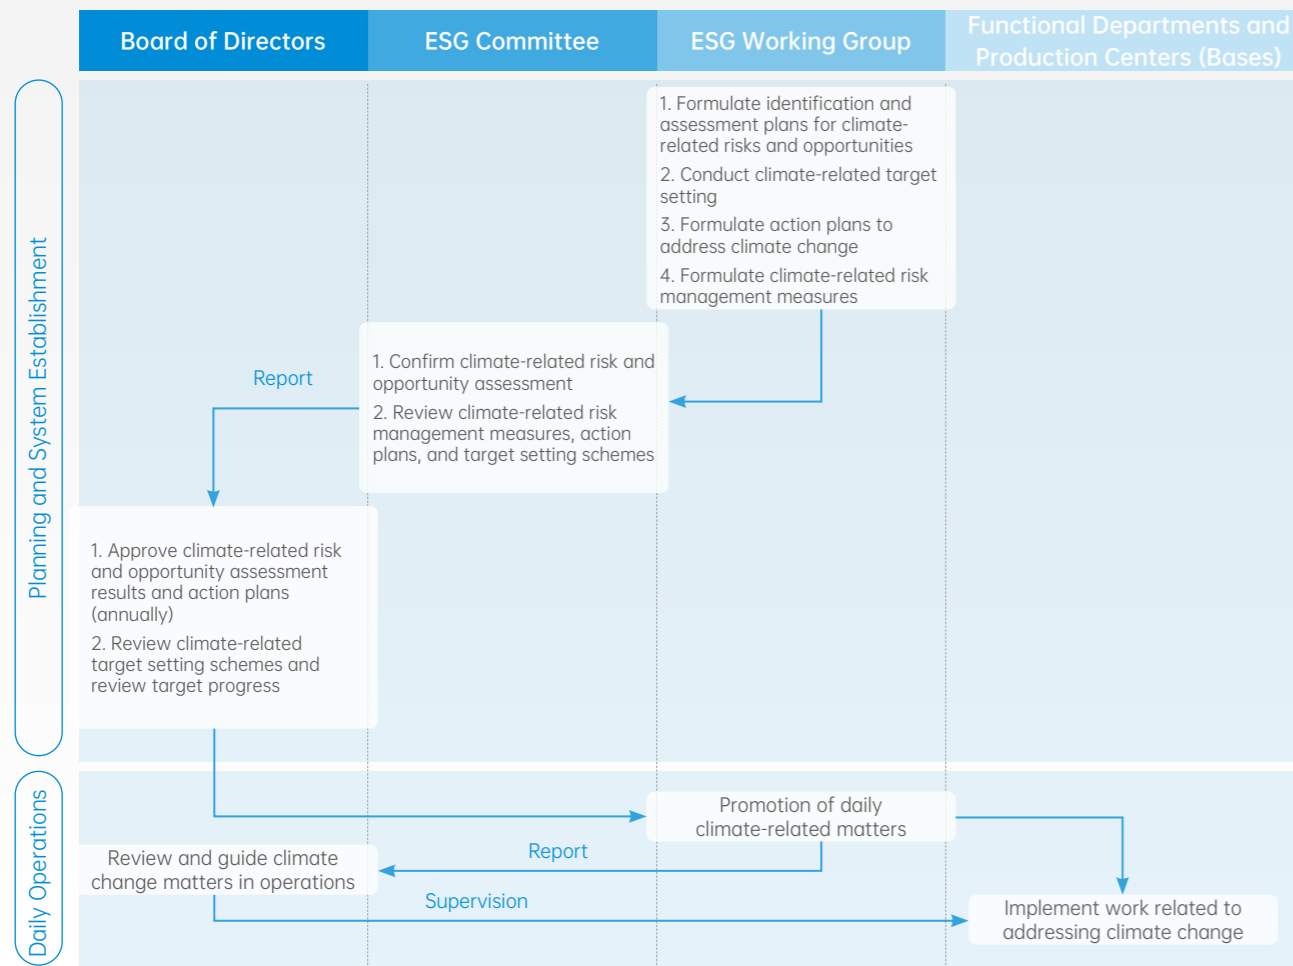 Board of Directors
ESG Committee
ESG Working Group
Functional Departments and
Production Centers (Bases)
Planning and System Establishment
1. Formulate identification and
assessment plans for climate-
related risks and opportunities
2. Conduct climate-related target
setting
3. Formulate action plans to
address climate change
4. Formulate climate-related risk
management measures
1. Confirm climate-related risk and
opportunity assessment
2. Review climate-related risk
management measures, action
plans, and target setting schemes
Report
1. Approve climate-related risk
and opportunity assessment
results and action plans
(annually)
2. Review climate-related
target setting schemes and
review target progress
Daily Operations
Promotion of daily
climate-related matters
Report
Review and guide climate
change matters in operations
Supervision
Implement work related to
addressing climate change